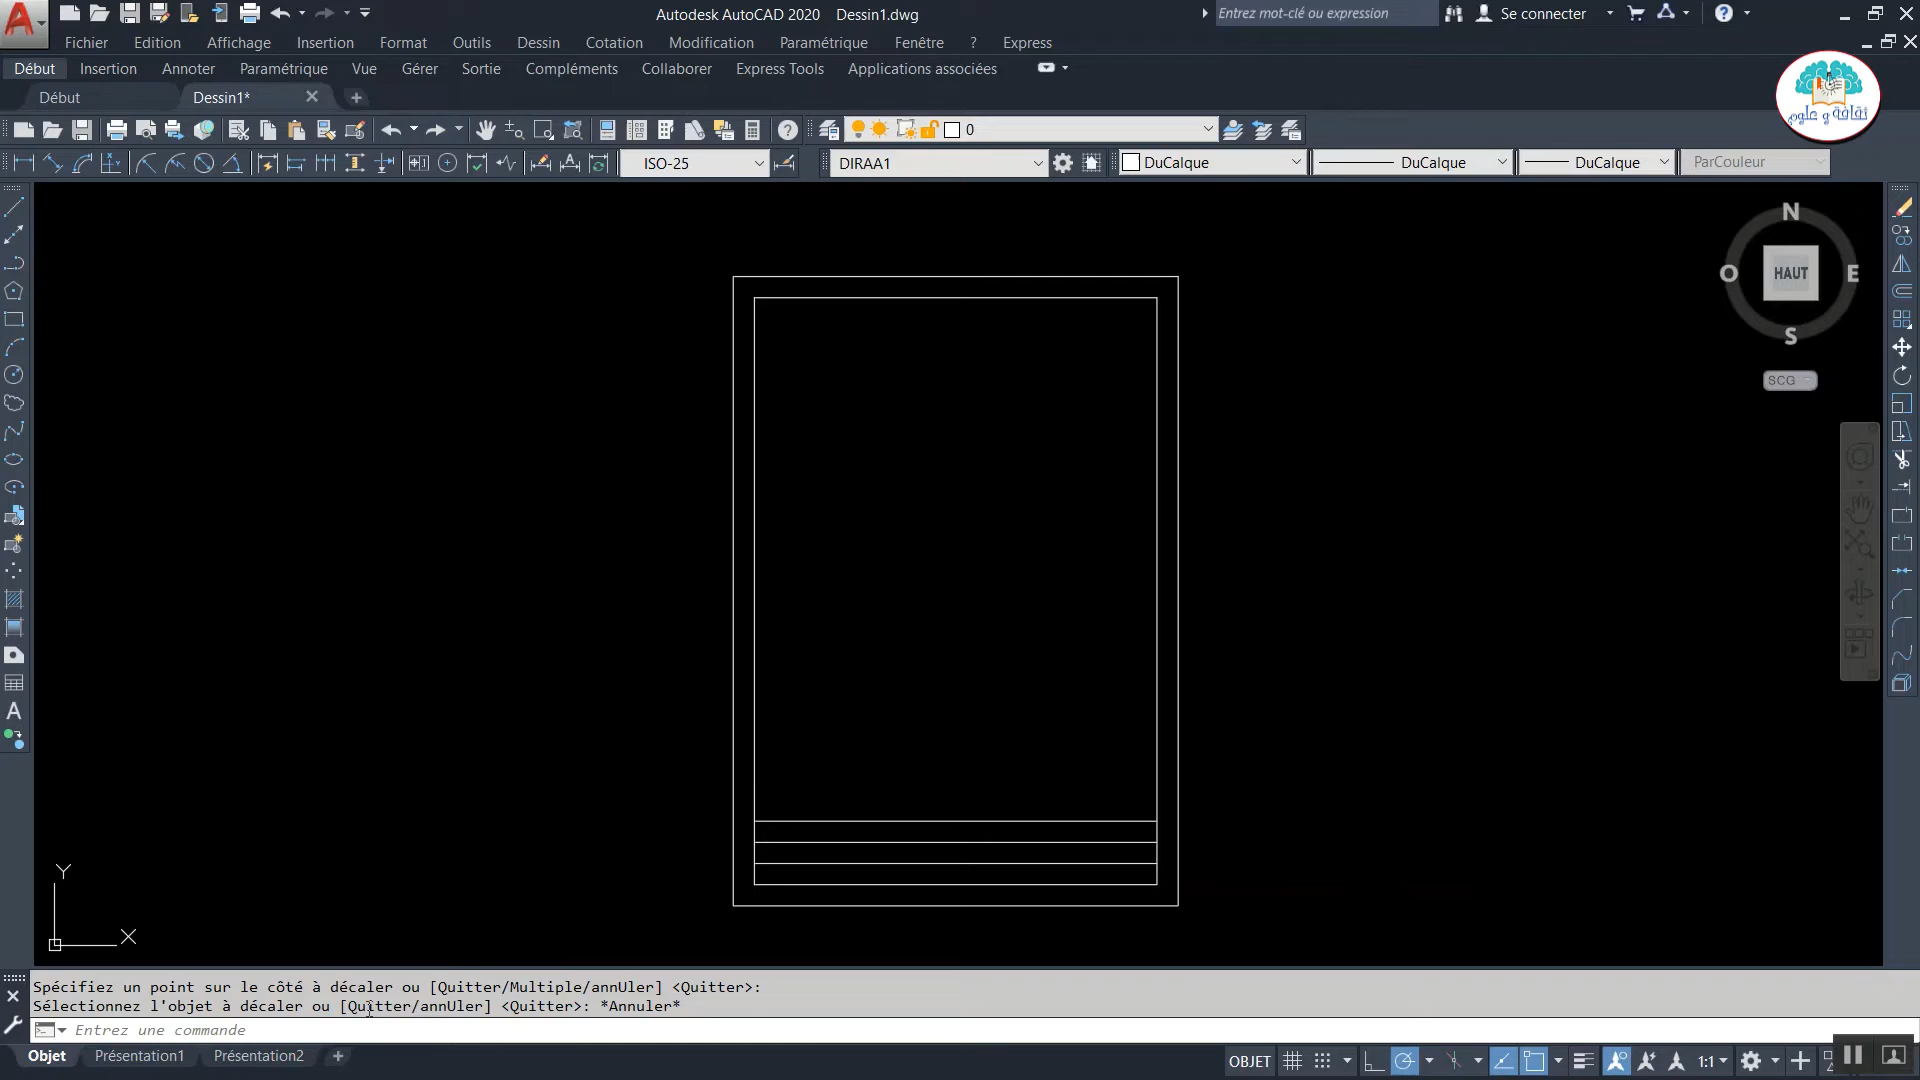 Autodesk AutoCAD 2020 Dessin1.dwg
Entrez mot-clé ou expression
Se connecter
Fichier Edition Affichage Insertion Format Outils Dessin Cotation Modification Paramétrique Fenêtre ? Express
Début Insertion Annoter Paramétrique Vue Gérer Sortie Compléments Collaborer Express Tools Applications associées
Début Dessin1*
ثقافة و علوم
0
ISO-25 DIRAA1 DuCalque DuCalque DuCalque ParCouleur
N
O HAUT E
S
SCG
Y
X
Spécifiez un point sur le côté à décaler ou [Quitter/Multiple/annUler] <Quitter>:
Sélectionnez l'objet à décaler ou [Quitter/annUler] <Quitter>: *Annuler*
Entrez une commande
Objet Présentation1 Présentation2
OBJET 1:1